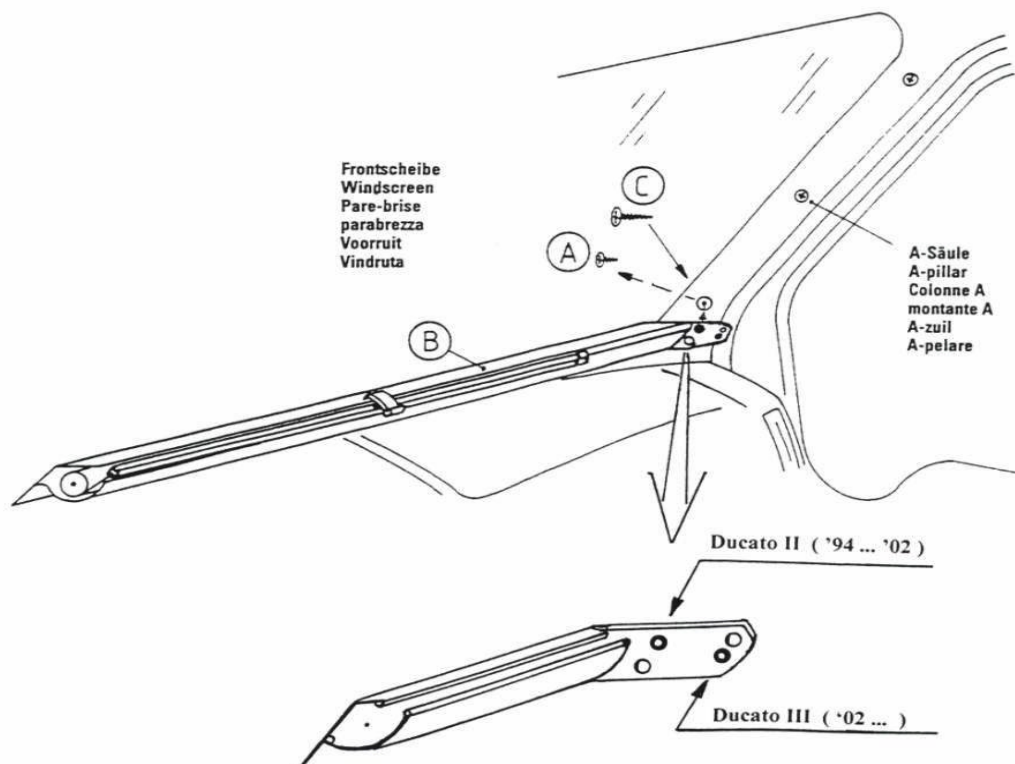 Frontscheibe
Windscreen
Pare-brise
parabrezza
Voorruit
Vindruta
C
A
A-Säule
A-pillar
Colonne A
montante A
A-zuil
A-pelare
B
Ducato II ( '94 ... '02 )
Ducato III ( '02 ... )